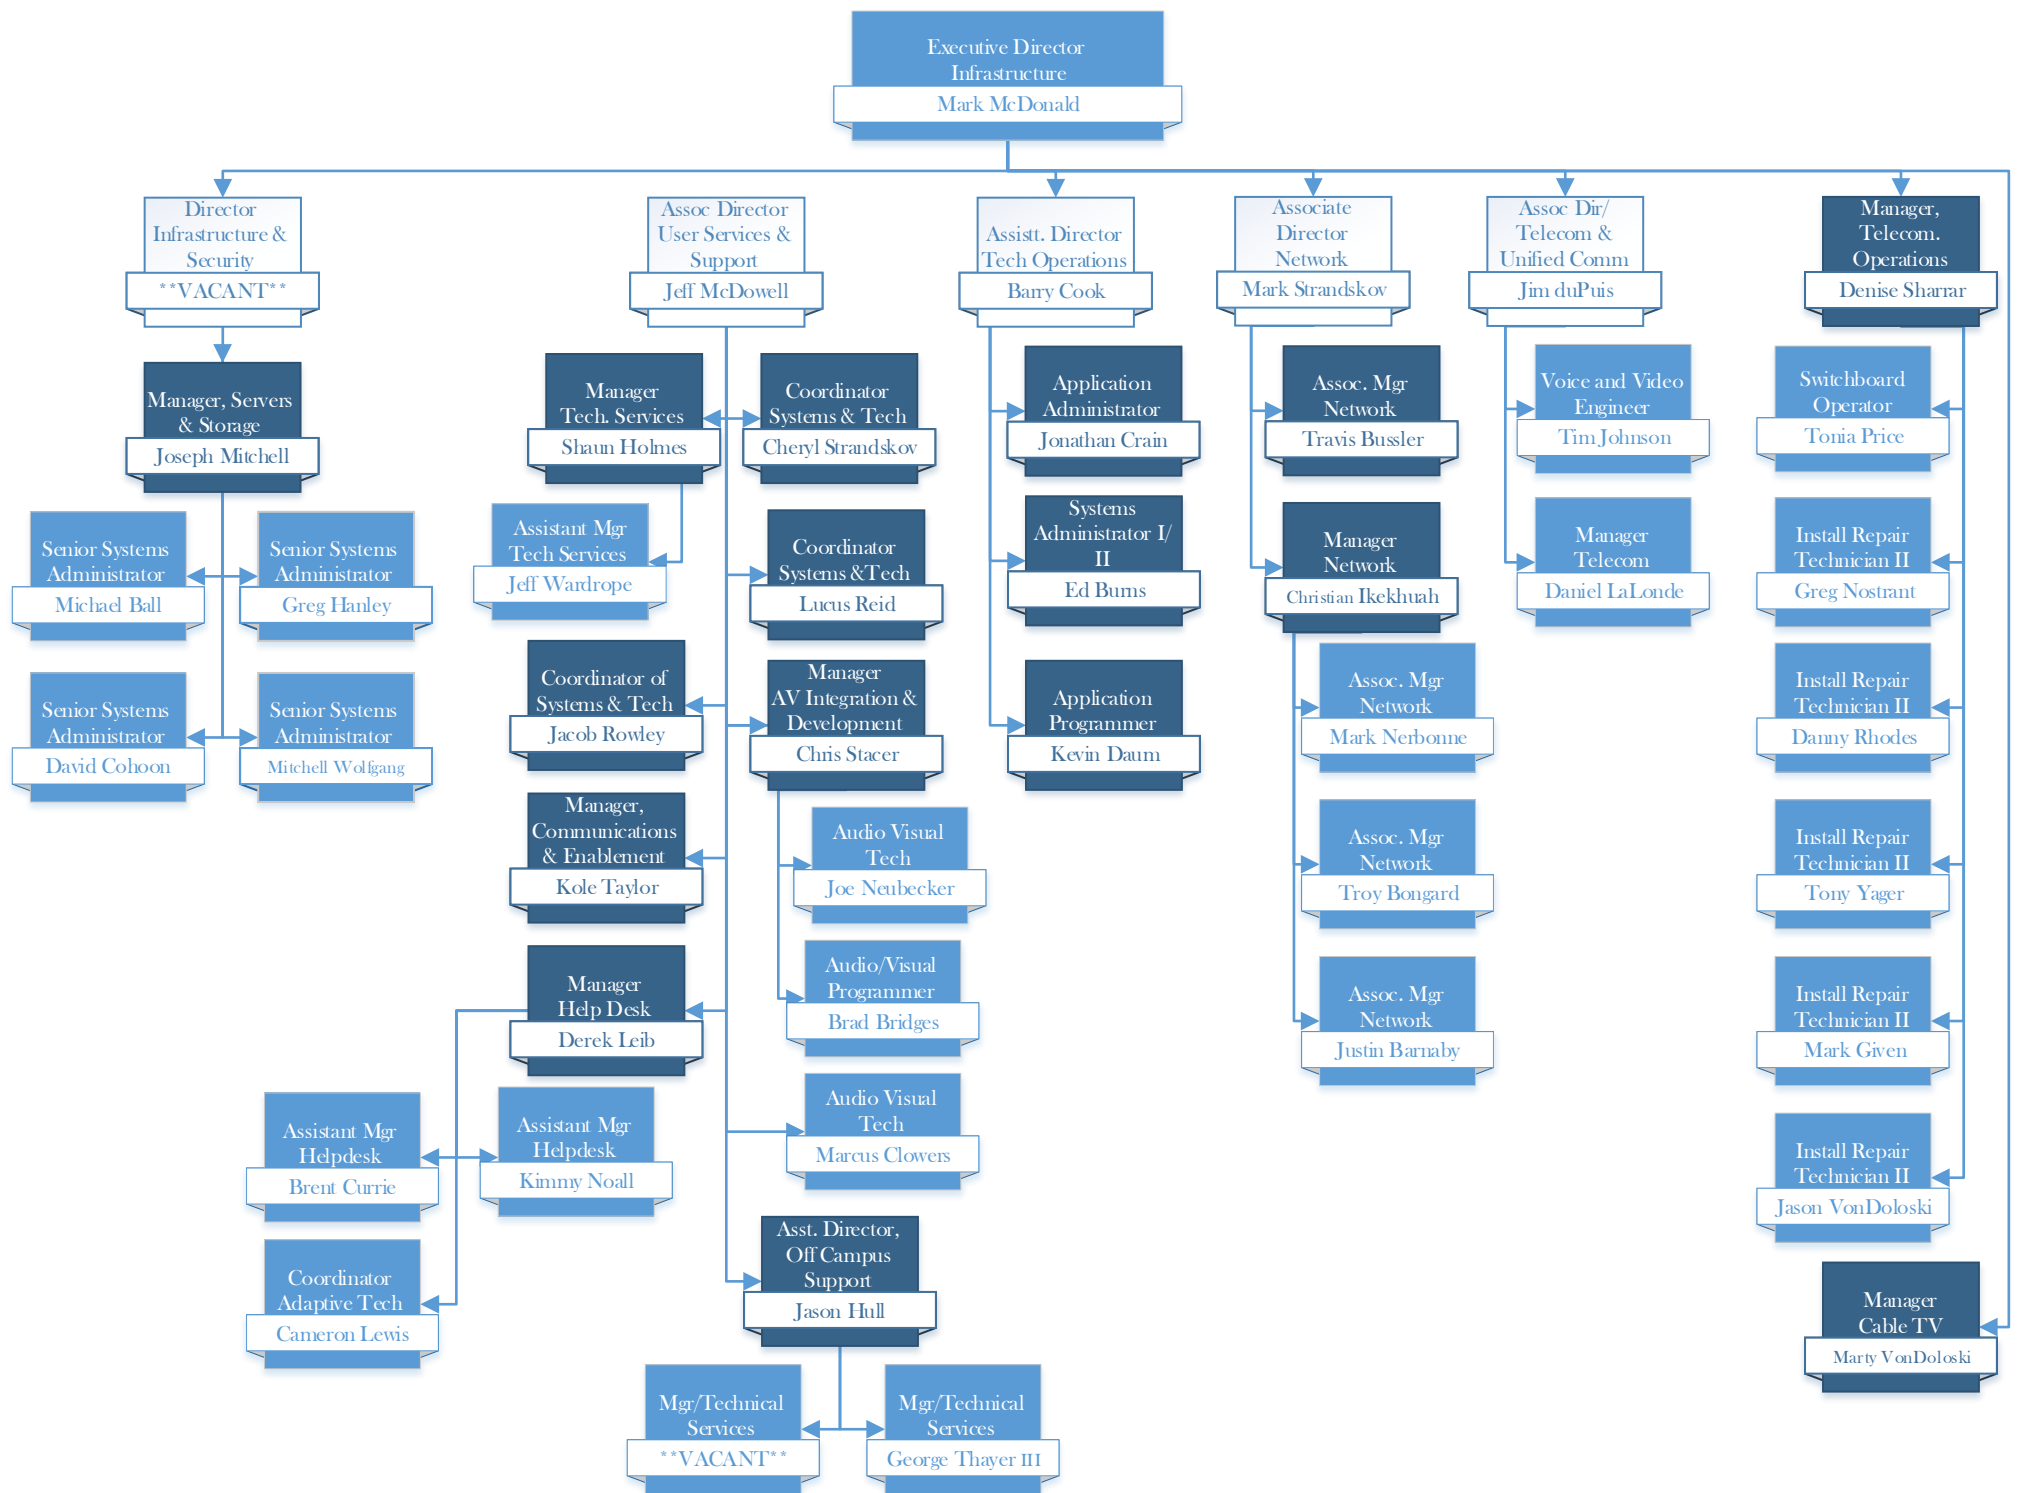 Executive Director
Infrastructure
Mark McDonald
Director
Infrastructure &
Security
**VACANT**
Manager, Servers
& Storage
Joseph Mitchell
Senior Systems
Administrator
Michael Ball
Senior Systems
Administrator
Greg Hanley
Senior Systems
Administrator
David Cohoon
Senior Systems
Administrator
Mitchell Wolfgang
Assoc Director
User Services &
Support
Jeff McDowell
Manager
Tech. Services
Shaun Holmes
Coordinator
Systems & Tech
Cheryl Strandskov
Assistant Mgr
Tech Services
Jeff Wardrope
Coordinator
Systems &Tech
Lucus Reid
Coordinator of
Systems & Tech
Jacob Rowley
Manager
AV Integration &
Development
Chris Stacer
Manager,
Communications
& Enablement
Kole Taylor
Audio Visual
Tech
Joe Neubecker
Audio/Visual
Programmer
Brad Bridges
Manager
Help Desk
Derek Leib
Assistant Mgr
Helpdesk
Brent Currie
Assistant Mgr
Helpdesk
Kimmy Noall
Coordinator
Adaptive Tech
Cameron Lewis
Audio Visual
Tech
Marcus Clowers
Asst. Director,
Off Campus
Support
Jason Hull
Mgr/Technical
Services
**VACANT**
Mgr/Technical
Services
George Thayer III
Assistt. Director
Tech Operations
Barry Cook
Application
Administrator
Jonathan Crain
Systems
Administrator I/
II
Ed Burns
Application
Programmer
Kevin Daum
Associate
Director
Network
Mark Strandskov
Assoc. Mgr
Network
Travis Bussler
Manager
Network
Christian Ikekhuah
Assoc. Mgr
Network
Mark Nerbonne
Assoc. Mgr
Network
Troy Bongard
Assoc. Mgr
Network
Justin Barnaby
Assoc Dir/
Telecom &
Unified Comm
Jim duPuis
Voice and Video
Engineer
Tim Johnson
Manager
Telecom
Daniel LaLonde
Manager,
Telecom.
Operations
Denise Sharrar
Switchboard
Operator
Tonia Price
Install Repair
Technician II
Greg Nostrant
Install Repair
Technician II
Danny Rhodes
Install Repair
Technician II
Tony Yager
Install Repair
Technician II
Mark Given
Install Repair
Technician II
Jason VonDoloski
Manager
Cable TV
Marty VonDoloski